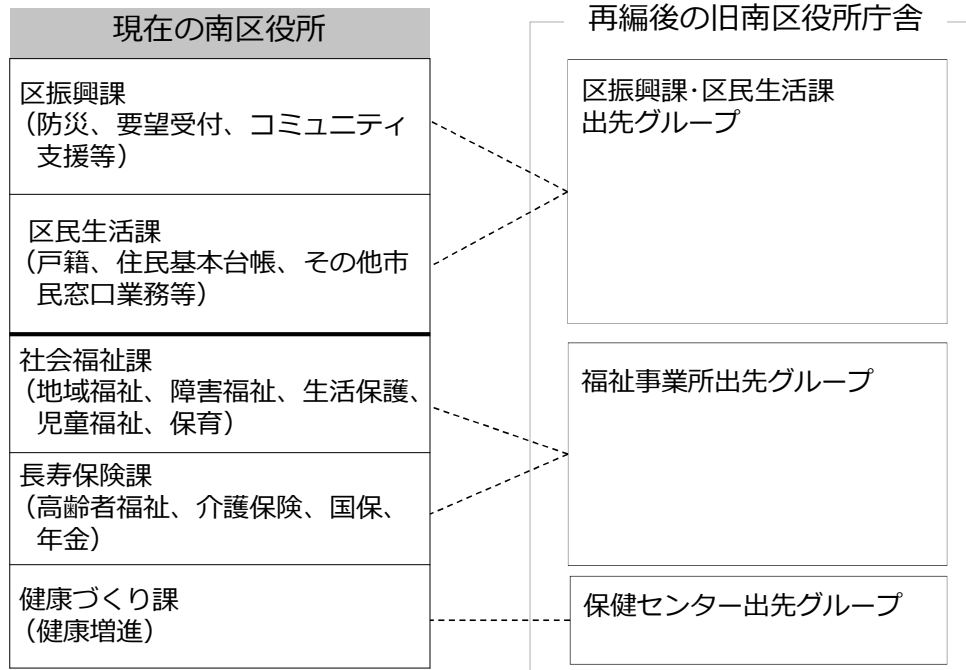 現在の南区役所
区振興課
（防災、要望受付、コミュニティ
支援等）
区民生活課
（戸籍、住民基本台帳、その他市
民窓口業務等）
社会福祉課
（地域福祉、障害福祉、生活保護、
児童福祉、保育）
長寿保険課
（高齢者福祉、介護保険、国保、
年金）
健康づくり課
（健康増進）
再編後の旧南区役所庁舎
区振興課･区民生活課
出先グループ
福祉事業所出先グループ
保健センター出先グループ